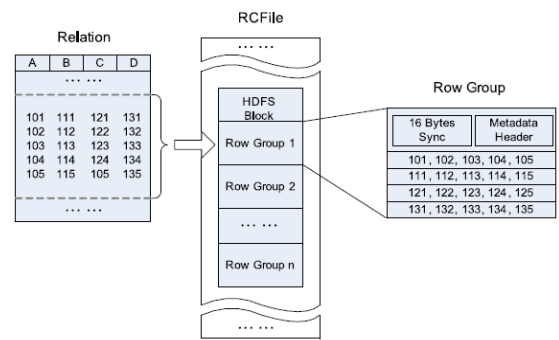 RCFile
Relation
A B C D
... ...
101 111 121 131
102 112 122 132
103 113 123 133
104 114 124 134
105 115 105 135
... ...
... ...
HDFS
Block
Row Group 1
Row Group 2
... ...
Row Group n
... ...
Row Group
16 Bytes
Sync
Metadata
Header
101, 102, 103, 104, 105
111, 112, 113, 114, 115
121, 122, 123, 124, 125
131, 132, 133, 134, 135